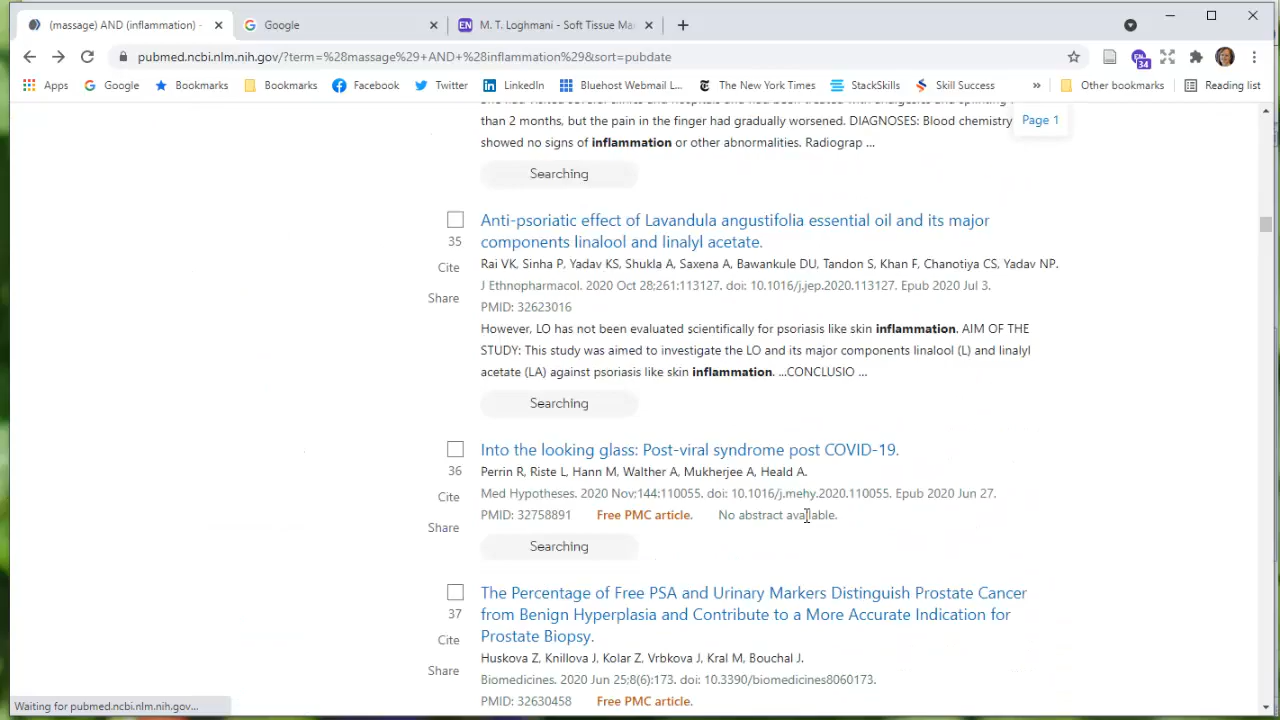 (massage) AND (inflammation) -
Google
EN M. T. Loghmani - Soft Tissue Ma
pubmed.ncbi.nlm.nih.gov/?term=%28massage%29+AND+%28inflammation%29&sort=pubdate
EN 34
Apps Google Bookmarks Bookmarks Facebook Twitter LinkedIn Bluehost Webmail L... The New York Times StackSkills Skill Success » Other bookmarks Reading list
than 2 months, but the pain in the finger had gradually worsened. DIAGNOSES: Blood chemistry
Page 1
showed no signs of inflammation or other abnormalities. Radiograp ...
Searching
Anti-psoriatic effect of Lavandula angustifolia essential oil and its major
35
components linalool and linalyl acetate.
Cite
Rai VK, Sinha P, Yadav KS, Shukla A, Saxena A, Bawankule DU, Tandon S, Khan F, Chanotiya CS, Yadav NP.
J Ethnopharmacol. 2020 Oct 28;261:113127. doi: 10.1016/j.jep.2020.113127. Epub 2020 Jul 3.
Share
PMID: 32623016
However, LO has not been evaluated scientifically for psoriasis like skin inflammation. AIM OF THE
STUDY: This study was aimed to investigate the LO and its major components linalool (L) and linalyl
acetate (LA) against psoriasis like skin inflammation. ...CONCLUSIO ...
Searching
Into the looking glass: Post-viral syndrome post COVID-19.
36
Perrin R, Riste L, Hann M, Walther A, Mukherjee A, Heald A.
Cite
Med Hypotheses. 2020 Nov;144:110055. doi: 10.1016/j.mehy.2020.110055. Epub 2020 Jun 27.
PMID: 32758891 Free PMC article. No abstract available.
Share
Searching
The Percentage of Free PSA and Urinary Markers Distinguish Prostate Cancer
37
from Benign Hyperplasia and Contribute to a More Accurate Indication for
Cite
Prostate Biopsy.
Huskova Z, Knillova J, Kolar Z, Vrbkova J, Kral M, Bouchal J.
Share
Biomedicines. 2020 Jun 25;8(6):173. doi: 10.3390/biomedicines8060173.
PMID: 32630458 Free PMC article.
Waiting for pubmed.ncbi.nlm.nih.gov...